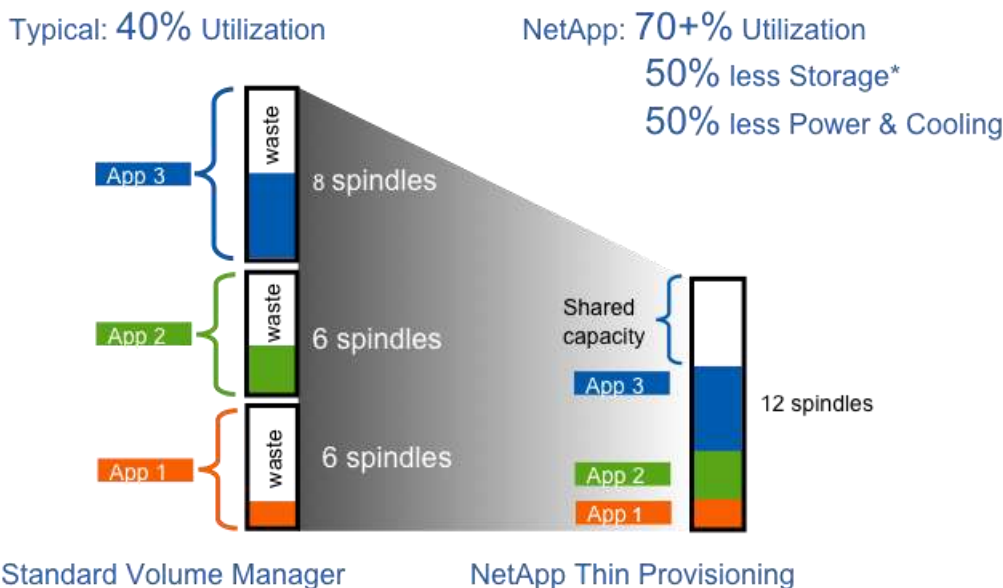 Typical: 40% Utilization
NetApp: 70+% Utilization
50% less Storage*
50% less Power & Cooling
waste
App 3
8 spindles
waste
App 2
6 spindles
waste
App 1
6 spindles
Shared
capacity
App 3
12 spindles
App 2
App 1
Standard Volume Manager
NetApp Thin Provisioning